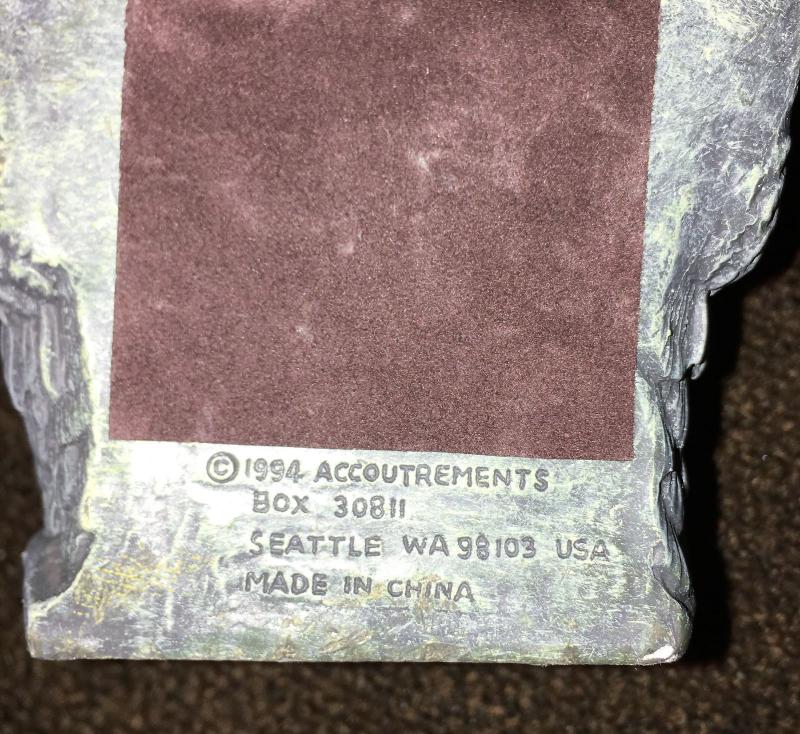 ©1994 ACCOUTREMENTS
BOX 30811
SEATTLE WA 98103 USA
MADE IN CHINA